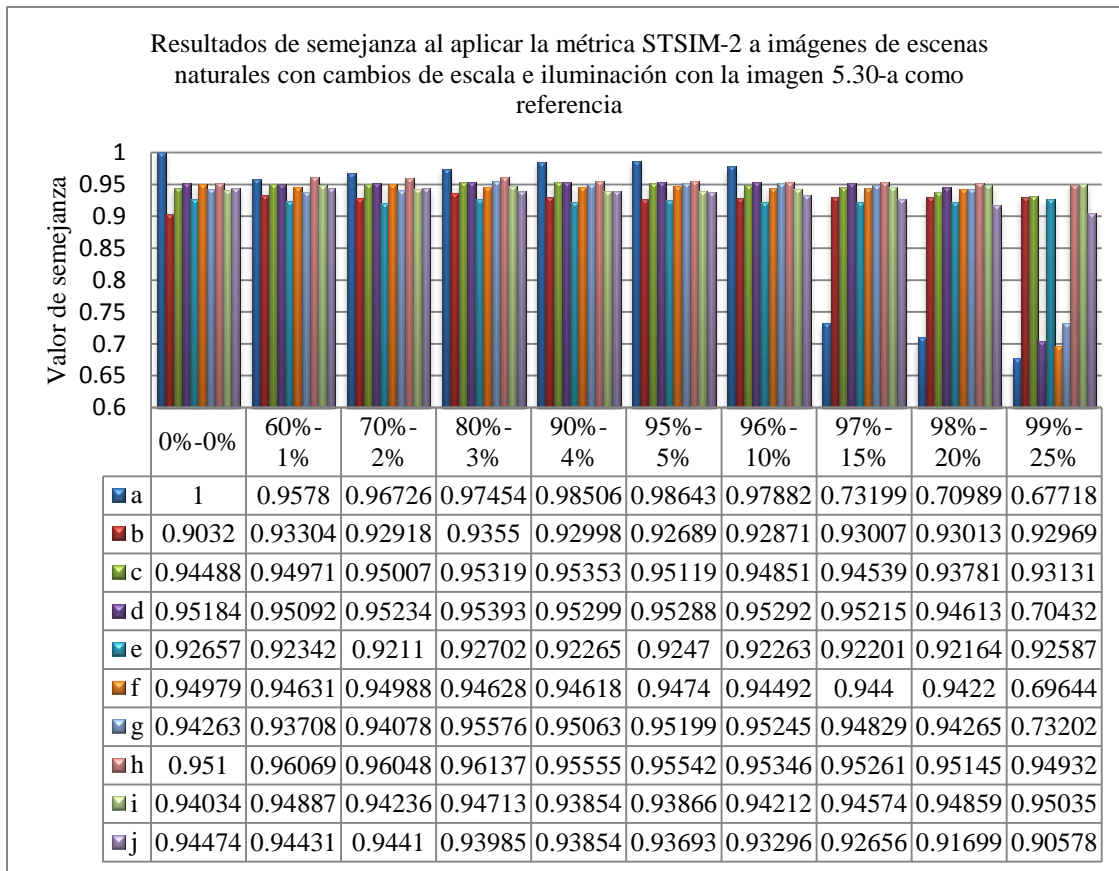 Resultados de semejanza al aplicar la métrica STSIM-2 a imágenes de escenas
naturales con cambios de escala e iluminación con la imagen 5.30-a como
referencia
Valor de semejanza
1
0.95
0.9
0.85
0.8
0.75
0.7
0.65
0.6
0%-0% 60%-1% 70%-2% 80%-3% 90%-4% 95%-5% 96%-10% 97%-15% 98%-20% 99%-25%
a 1 0.9578 0.96726 0.97454 0.98506 0.98643 0.97882 0.73199 0.70989 0.67718
b 0.9032 0.93304 0.92918 0.9355 0.92998 0.92689 0.92871 0.93007 0.93013 0.92969
c 0.94488 0.94971 0.95007 0.95319 0.95353 0.95119 0.94851 0.94539 0.93781 0.93131
d 0.95184 0.95092 0.95234 0.95393 0.95299 0.95288 0.95292 0.95215 0.94613 0.70432
e 0.92657 0.92342 0.9211 0.92702 0.92265 0.9247 0.92263 0.92201 0.92164 0.92587
f 0.94979 0.94631 0.94988 0.94628 0.94618 0.9474 0.94492 0.944 0.9422 0.69644
g 0.94263 0.93708 0.94078 0.95576 0.95063 0.95199 0.95245 0.94829 0.94265 0.73202
h 0.951 0.96069 0.96048 0.96137 0.95555 0.95542 0.95346 0.95261 0.95145 0.94932
i 0.94034 0.94887 0.94236 0.94713 0.93854 0.93866 0.94212 0.94574 0.94859 0.95035
j 0.94474 0.94431 0.9441 0.93985 0.93854 0.93693 0.93296 0.92656 0.91699 0.90578